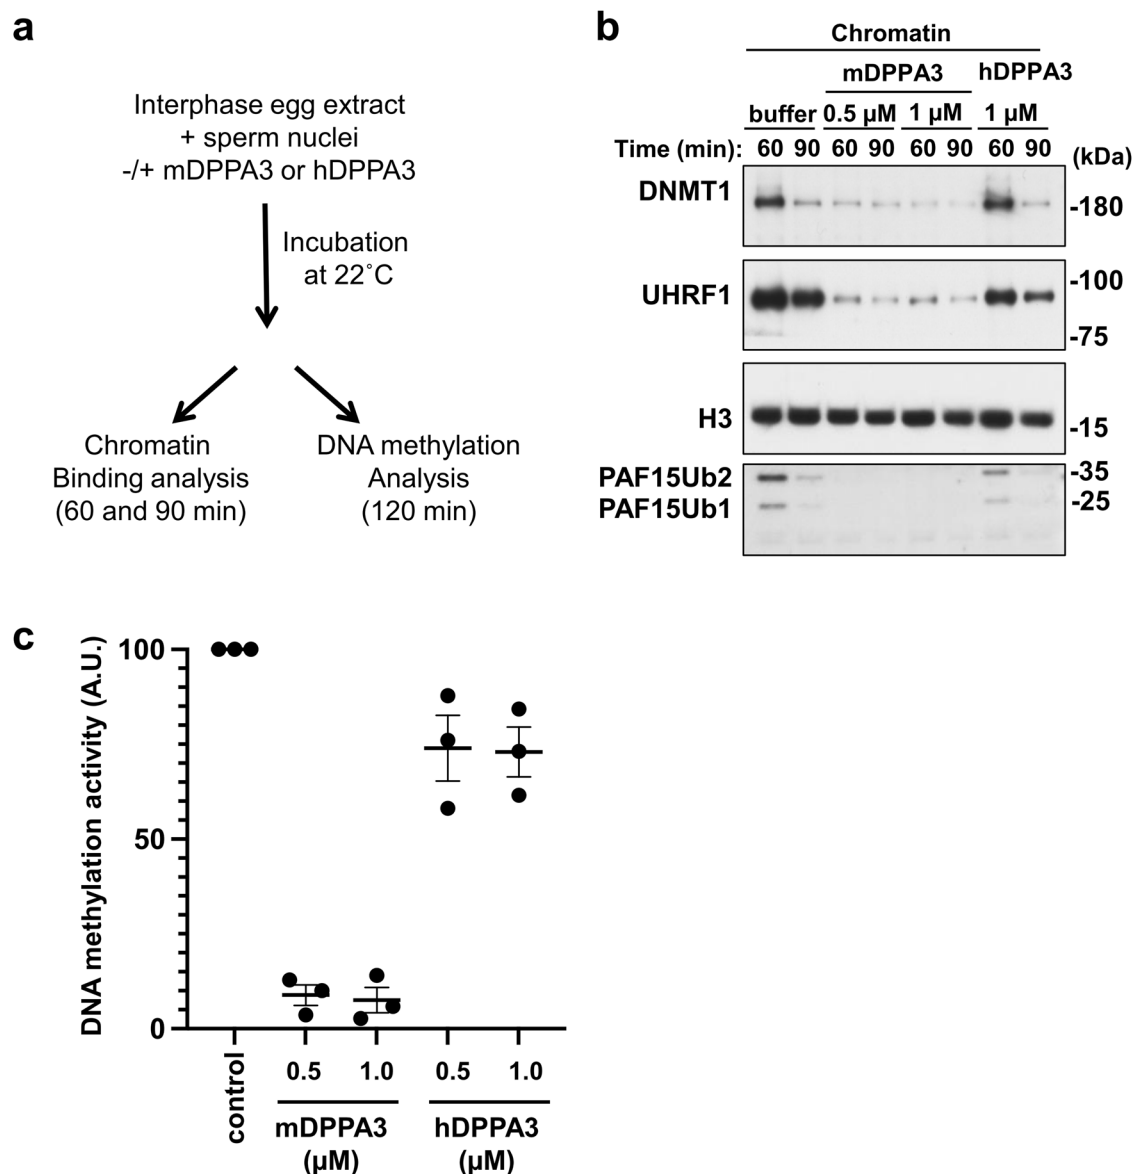 a
Interphase egg extract
+ sperm nuclei
-/+ mDPPA3 or hDPPA3
Incubation
at 22˚C
Chromatin
Binding analysis
(60 and 90 min)
DNA methylation
Analysis
(120 min)
b
Chromatin
mDPPA3 hDPPA3
buffer 0.5 µM 1 µM 1 µM
Time (min): 60 90 60 90 60 90 60 90 (kDa)
DNMT1
-180
UHRF1
-100
-75
H3
-15
PAF15Ub2
PAF15Ub1
-35
-25
c
DNA methylation activity (A.U.)
100
50
0
control
0.5 1.0 0.5 1.0
mDPPA3 hDPPA3
(µM) (µM)